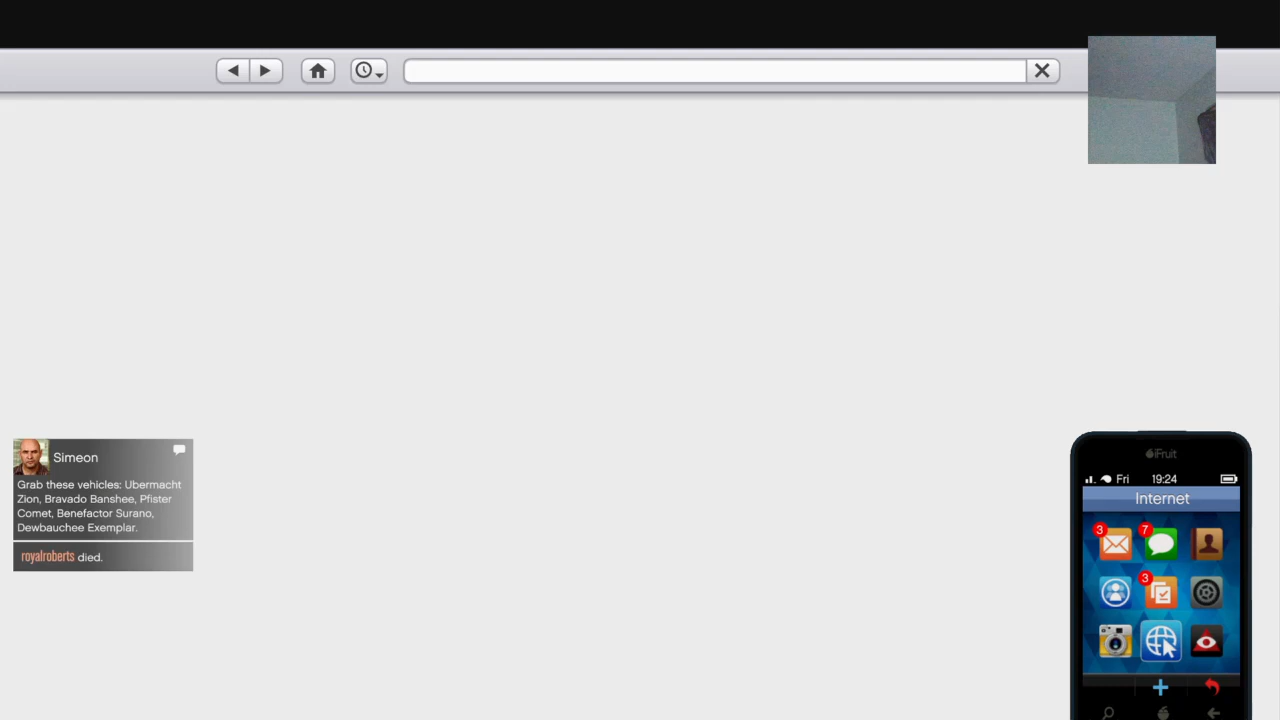 Simeon
Grab these vehicles: Ubermacht
Zion, Bravado Banshee, Pfister
Comet, Benefactor Surano,
Dewbauchee Exemplar.
royalroberts died.
iFruit
Fri 19:24
Internet
3 7
3